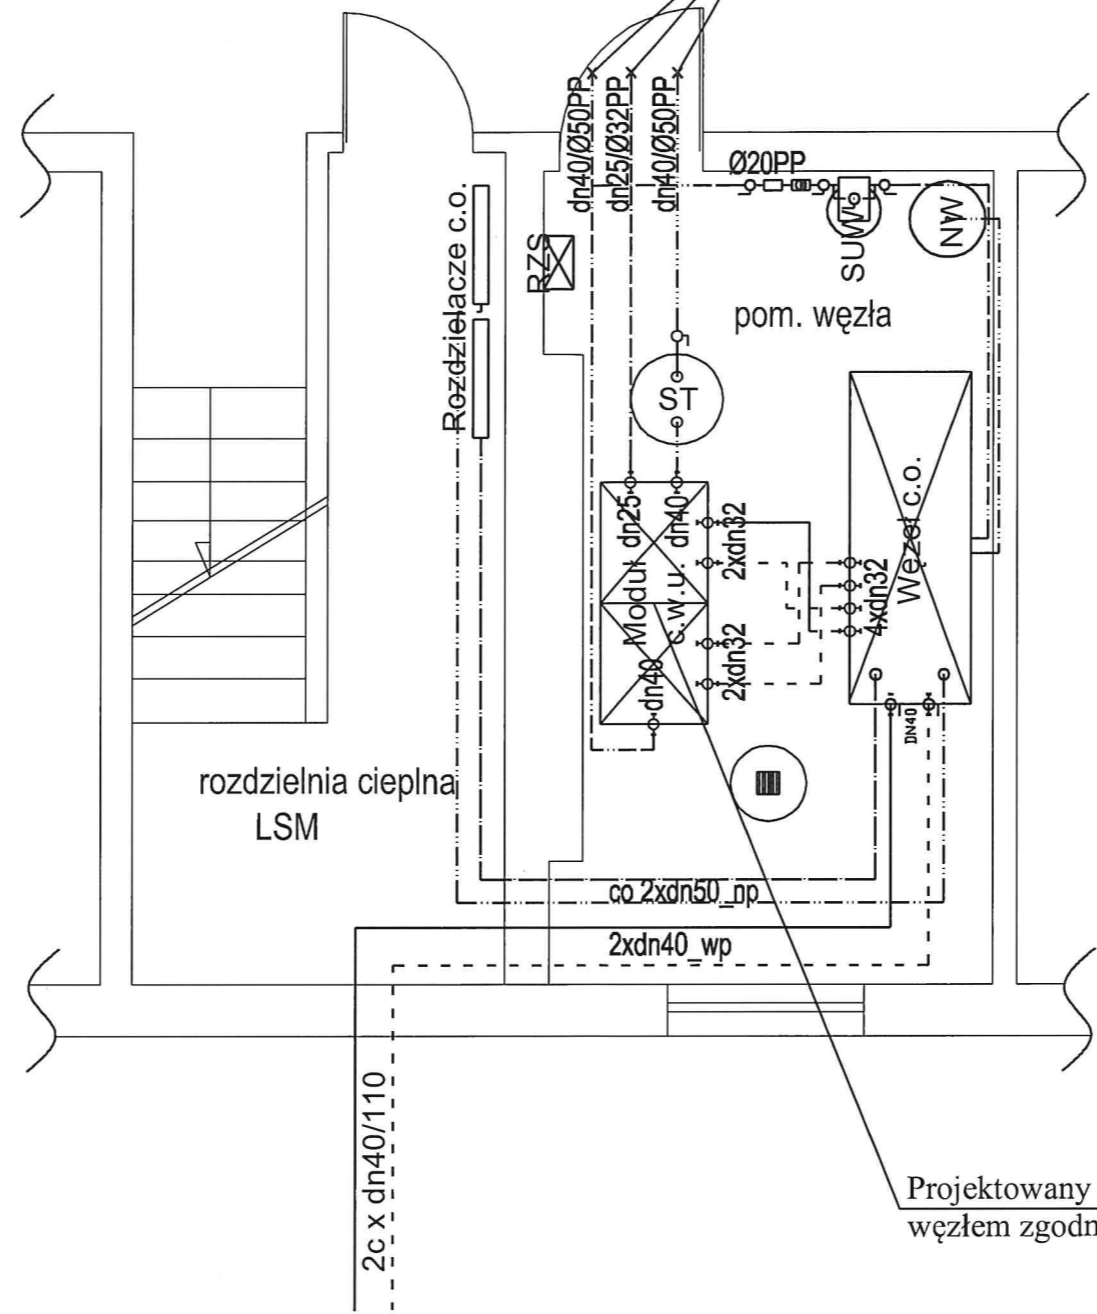 dn40/Ø50PP
dn25/Ø32PP
dn40/Ø50PP
Ø20PP
SUW
NW
Rozdzielacze c.o.
RZS
pom. węzła
ST
dn25
dn40
Moduł
c.w.u.
dn40
2xdn32
2xdn32
4xdn32
Węzeł c.o.
DN40
rozdzielnia cieplna
LSM
co 2xdn50_np
2xdn40_wp
2c x dn40/110
Projektowany
węzłem zgodn